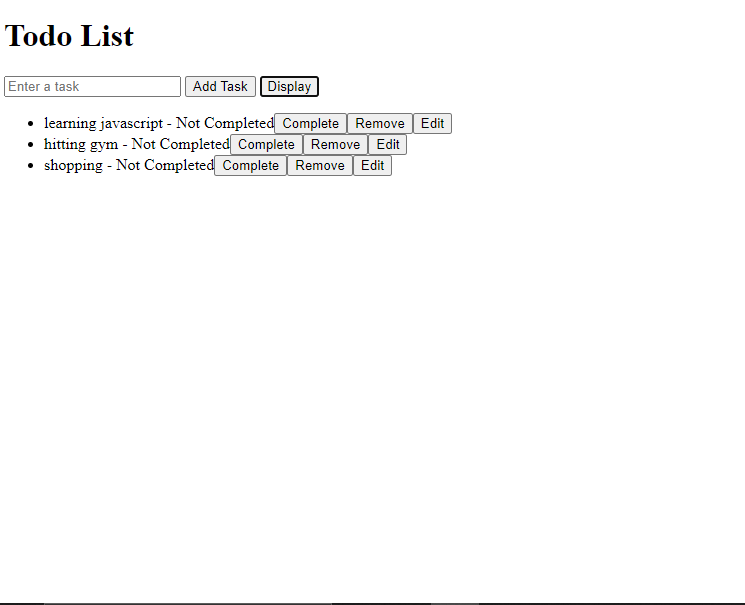 Todo List
Enter a task Add Task Display
learning javascript - Not Completed Complete Remove Edit
hitting gym - Not Completed Complete Remove Edit
shopping - Not Completed Complete Remove Edit